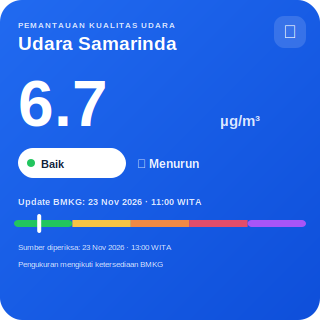 PEMANTAUAN KUALITAS UDARA
Udara Samarinda
6.7
µg/m³
Baik
Menurun
Update BMKG: 23 Nov 2026 · 11:00 WITA
Sumber diperiksa: 23 Nov 2026 · 13:00 WITA
Pengukuran mengikuti ketersediaan BMKG